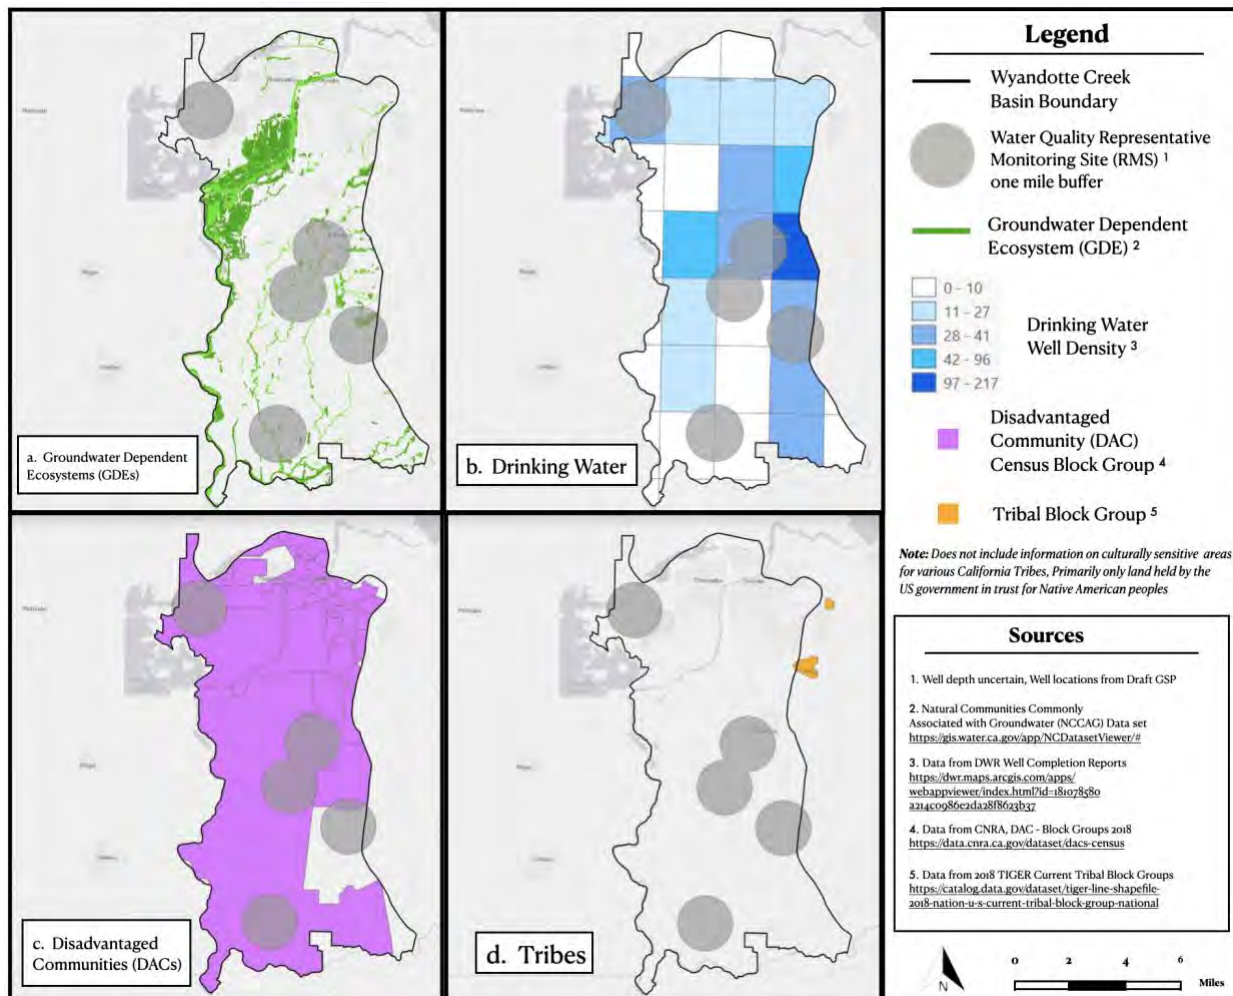 a. Groundwater Dependent
Ecosystems (GDEs)
b. Drinking Water
c. Disadvantaged
Communities (DACs)
d. Tribes
Legend
Wyandotte Creek
Basin Boundary
Water Quality Representative
Monitoring Site (RMS) 1
one mile buffer
Groundwater Dependent
Ecosystem (GDE) 2
0 - 10
11 - 27
28 - 41
42 - 96
97 - 217
Drinking Water
Well Density 3
Disadvantaged
Community (DAC)
Census Block Group 4
Tribal Block Group 5
Note: Does not include information on culturally sensitive areas
for various California Tribes, Primarily only land held by the
US government in trust for Native American peoples
Sources
1. Well depth uncertain, Well locations from Draft GSP
2. Natural Communities Commonly
Associated with Groundwater (NCCAG) Data set
https://gis.water.ca.gov/app/NCDatasetViewer/#
3. Data from DWR Well Completion Reports
https://dwr.maps.arcgis.com/apps/
webappviewer/index.html?id=181078580
a214c0986e2da28f8623b37
4. Data from CNRA, DAC - Block Groups 2018
https://data.cnra.ca.gov/dataset/dacs-census
5. Data from 2018 TIGER Current Tribal Block Groups
https://catalog.data.gov/dataset/tiger-line-shapefile-
2018-nation-u-s-current-tribal-block-group-national
N
0 2 4 6
Miles